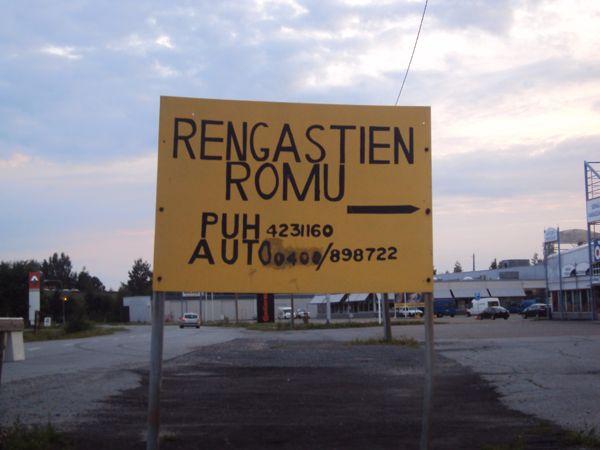 RENGASTIEN
ROMU
PUH 4231160
AUTO 0400/898722